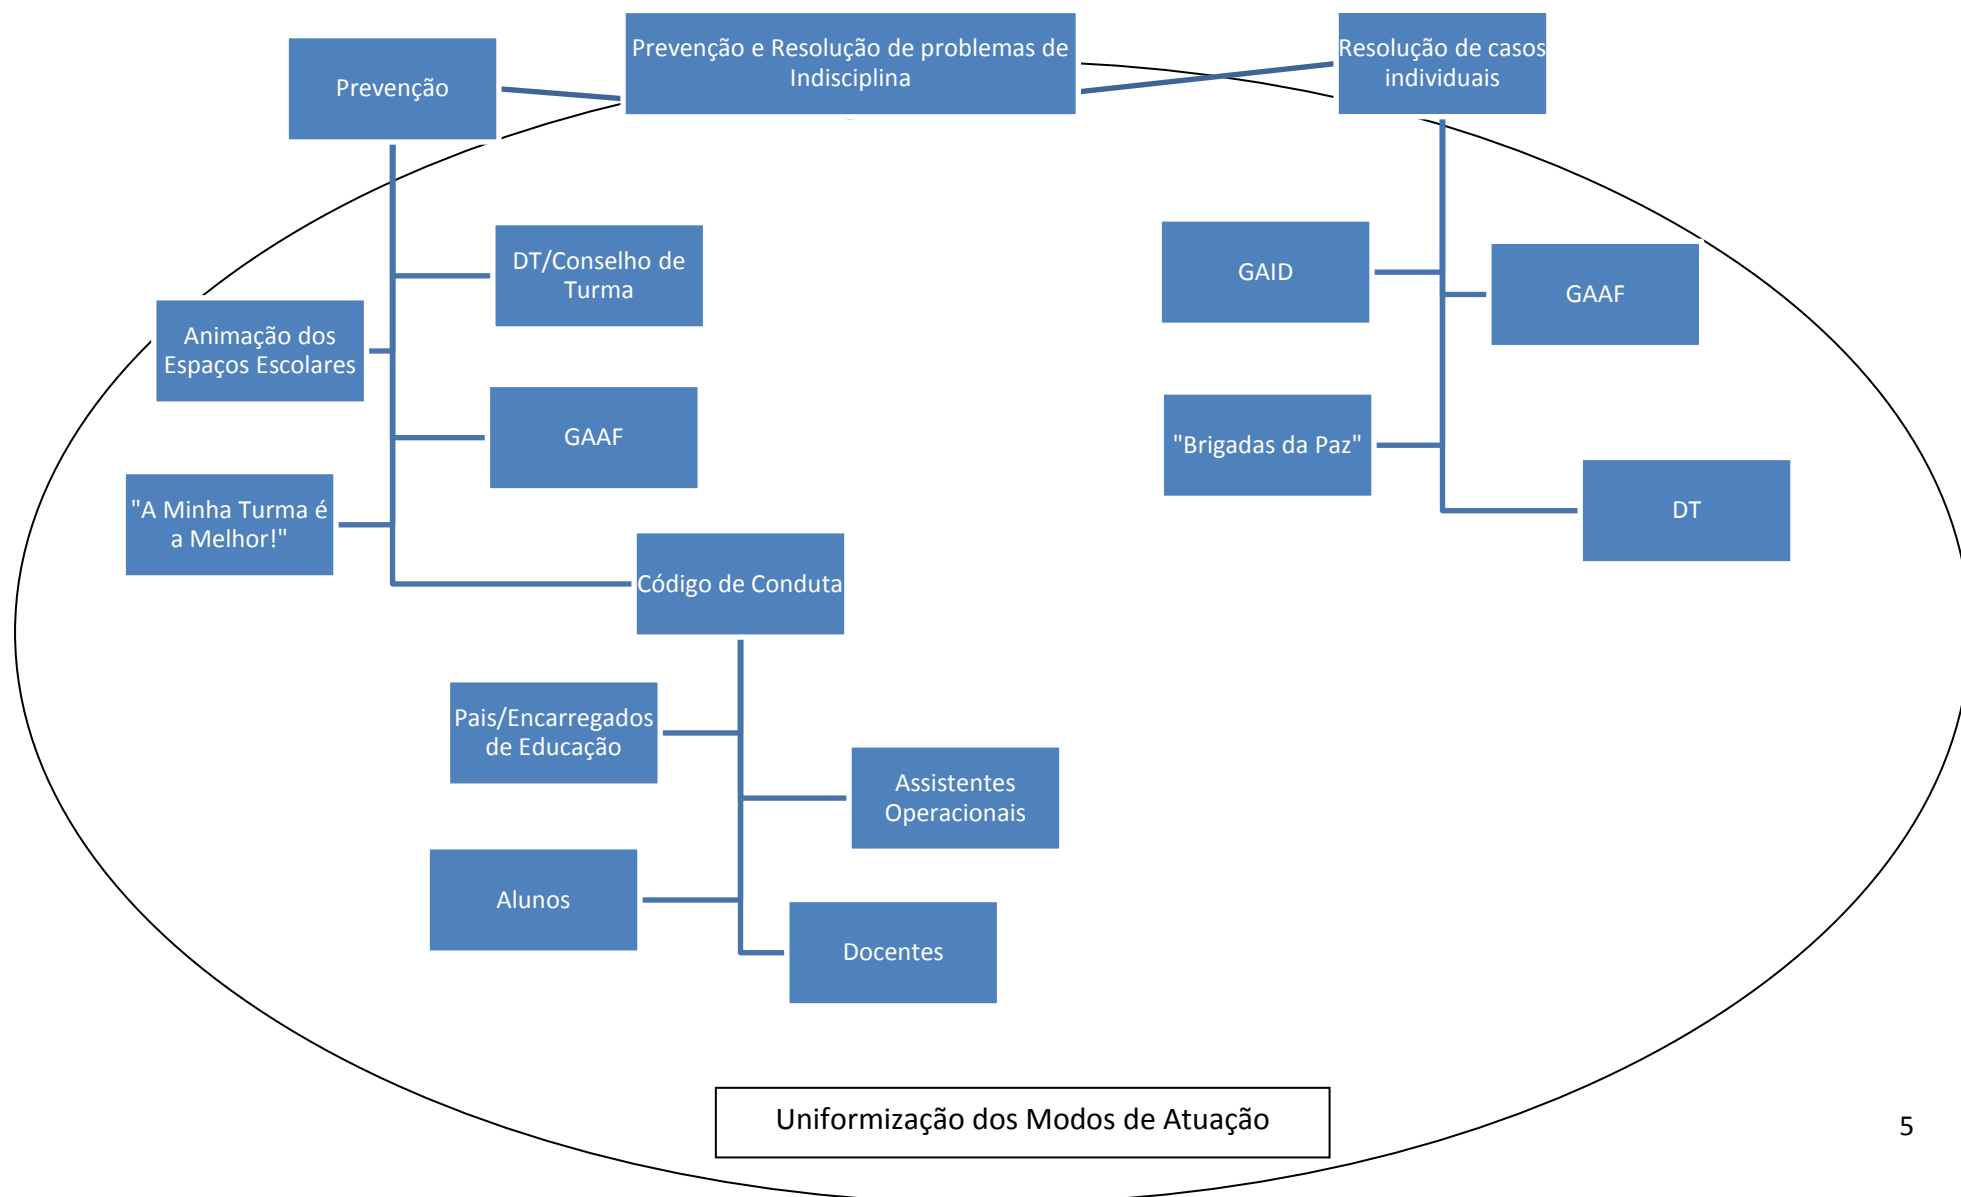 Prevenção
Prevenção e Resolução de problemas de
Indisciplina
Resolução de casos
individuais
DT/Conselho de
Turma
Animação dos
Espaços Escolares
GAAF
"A Minha Turma é
a Melhor!"
Código de Conduta
Pais/Encarregados
de Educação
Assistentes
Operacionais
Alunos
Docentes
GAID
GAAF
"Brigadas da Paz"
DT
Uniformização dos Modos de Atuação
5